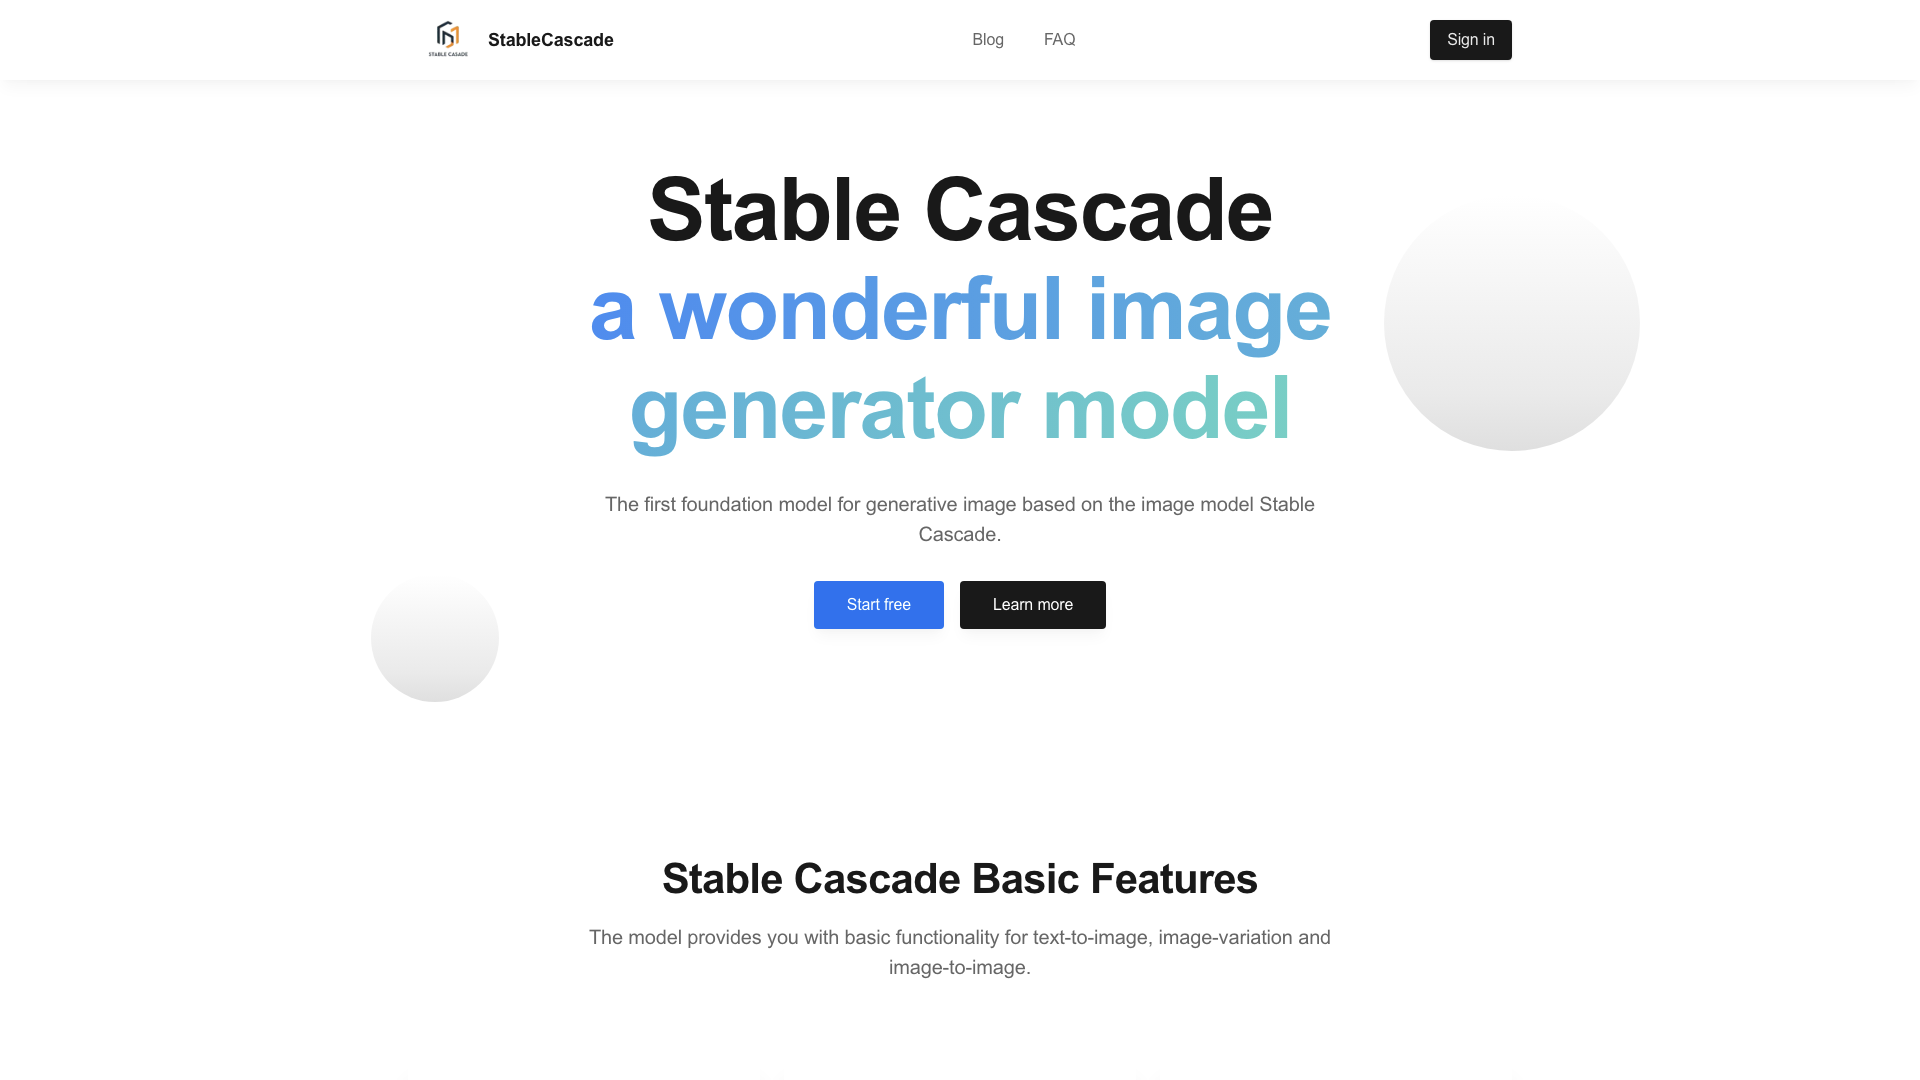 STABLE CASADE
StableCascade
Blog
FAQ
Sign in
Stable Cascade
a wonderful image
generator model
The first foundation model for generative image based on the image model Stable
Cascade.
Start free
Learn more
Stable Cascade Basic Features
The model provides you with basic functionality for text-to-image, image-variation and
image-to-image.